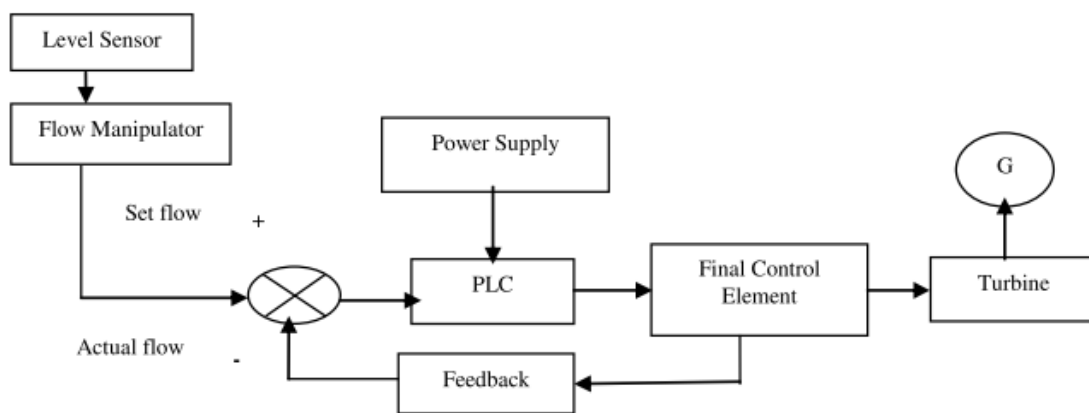 Level Sensor
Flow Manipulator
Power Supply
G
Set flow
+
PLC
Final Control
Element
Turbine
Actual flow
-
Feedback